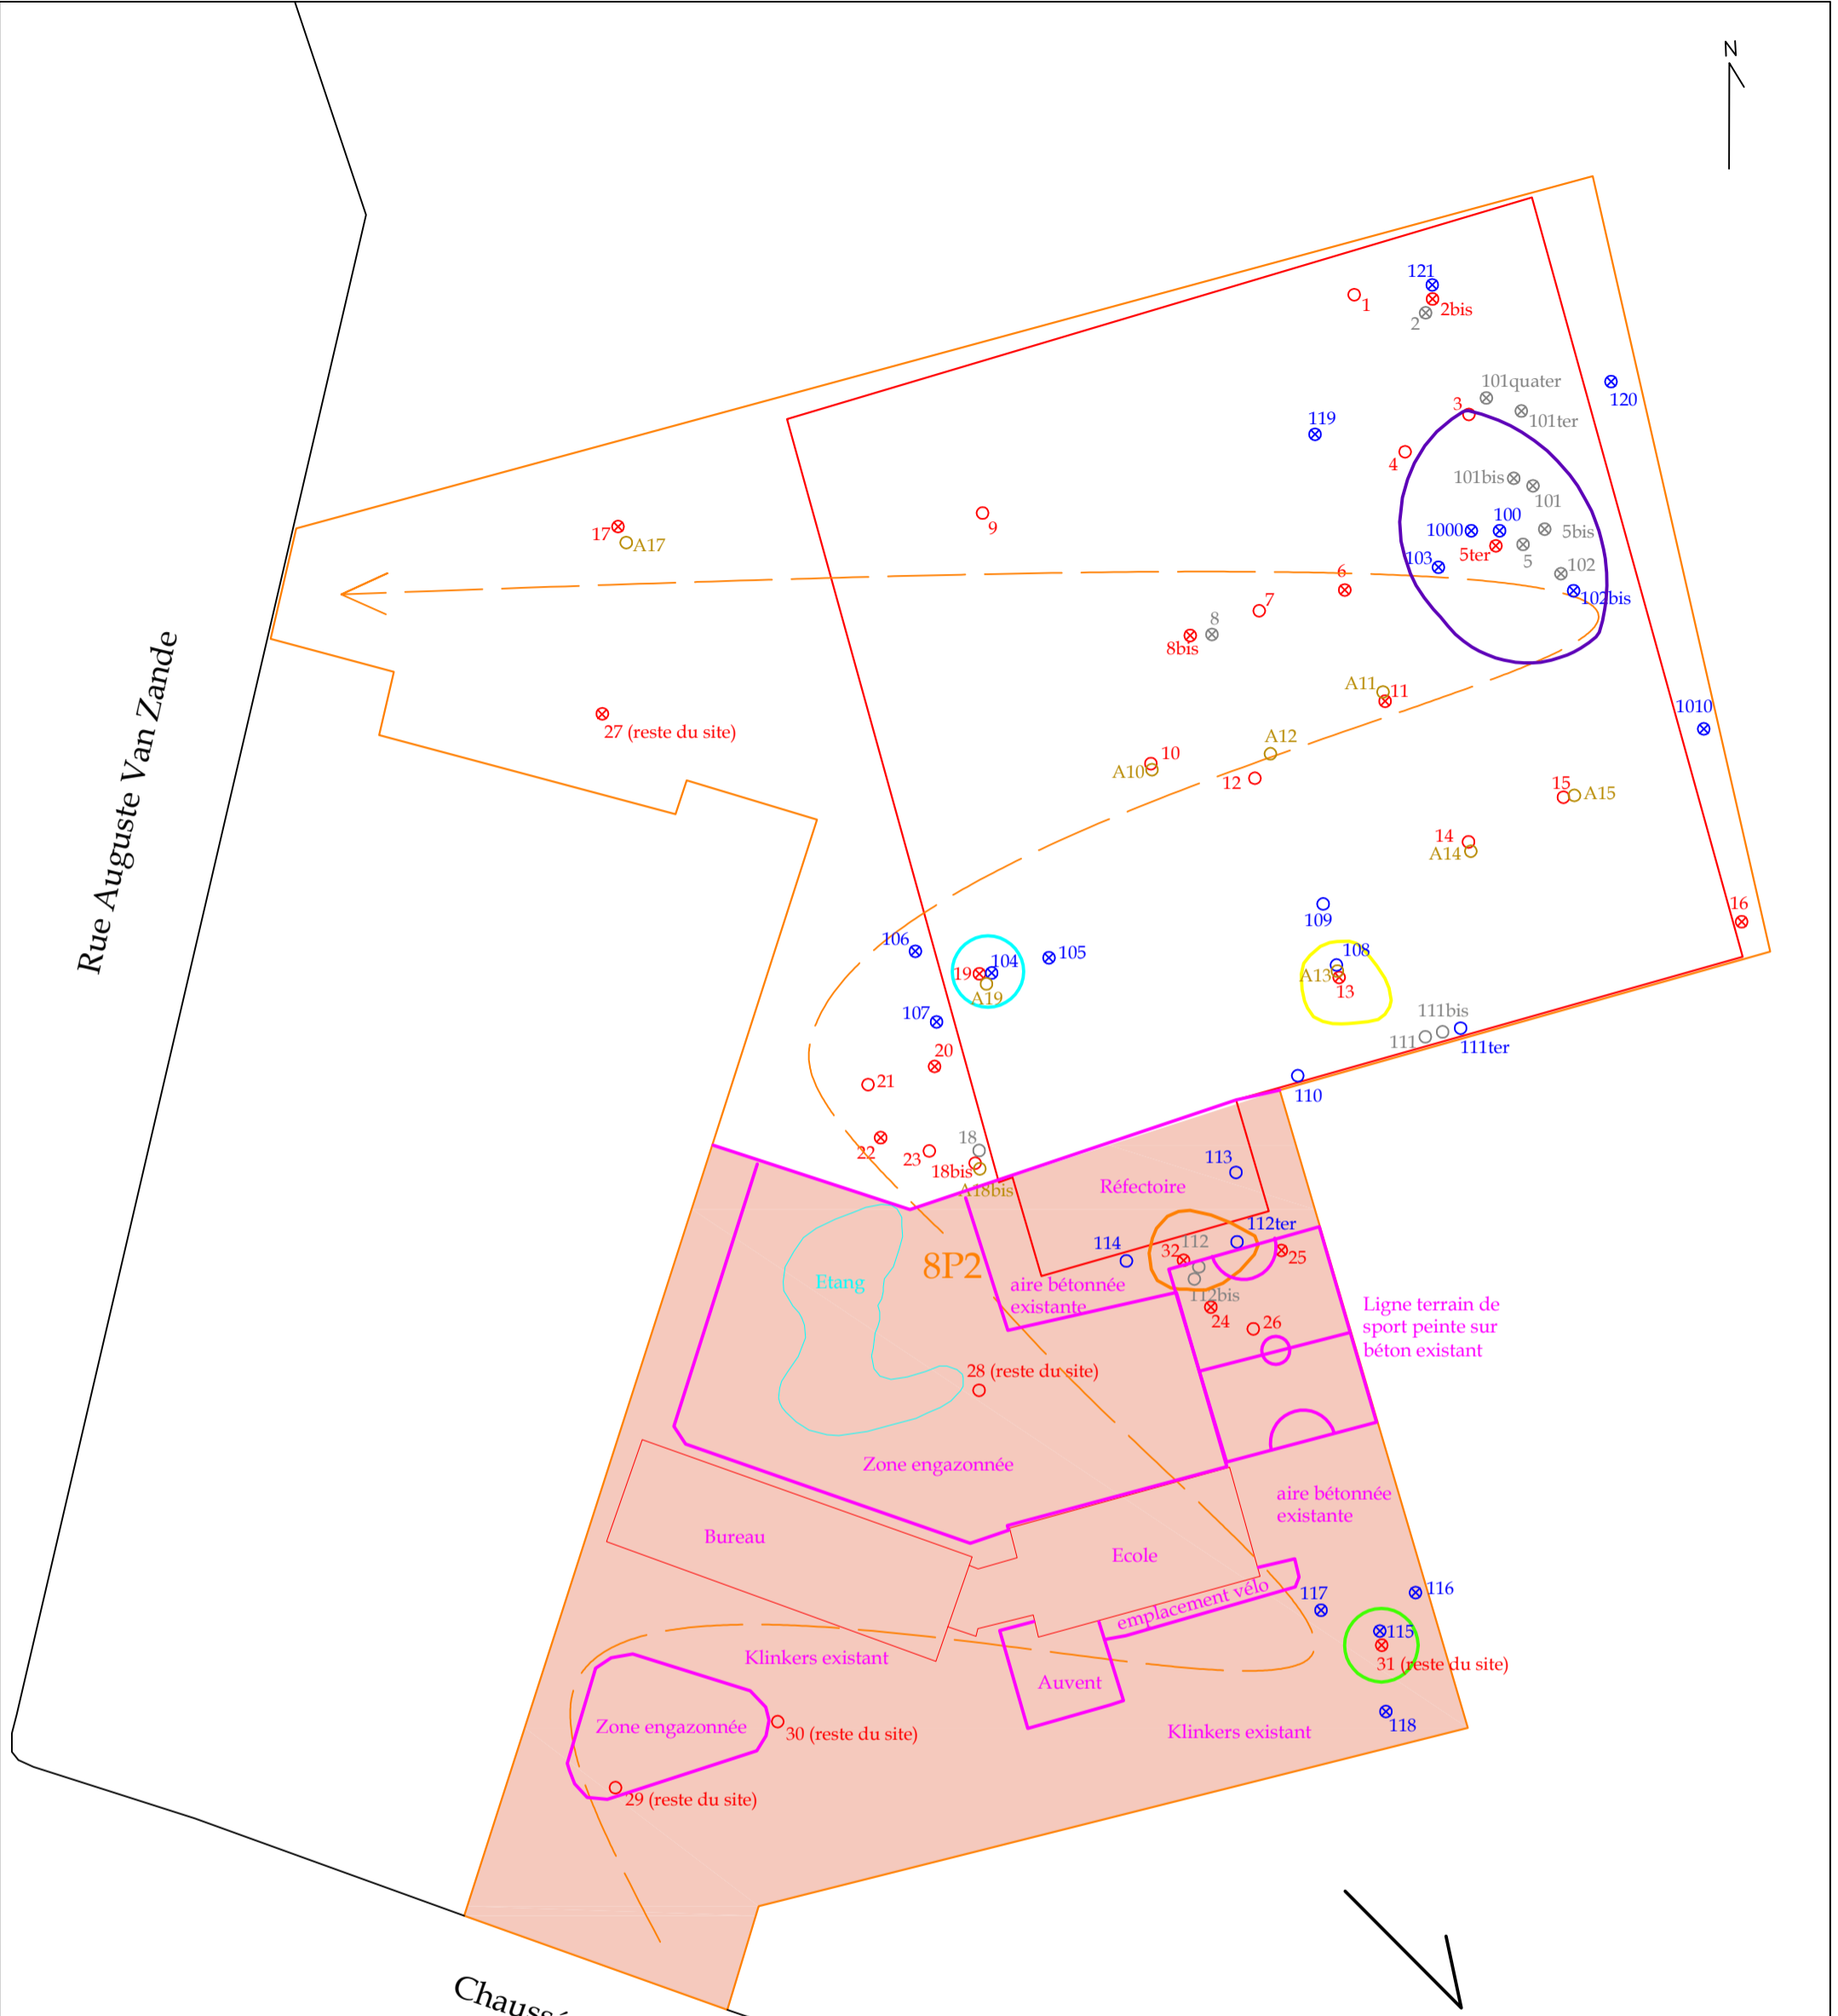 N
121
1
2bis
2
101quater
120
3
101ter
119
4
101bis
101
9
100
1000
5bis
17
A17
5ter
5
103
102
6
102bis
7
8
8bis
A11
11
1010
27 (reste du site)
A12
10
A10
12
15
A15
14
A14
Rue Auguste Van Zande
16
109
106
105
108
104
19
A13
13
A19
111bis
107
111
111ter
20
21
110
18
22
23
18bis
113
A18bis
Réfectoire
112ter
114
112
32
25
8P2
Etang
aire bétonnée
existante
112bis
Ligne terrain de
sport peinte sur
béton existant
24
26
28 (reste du site)
Zone engazonnée
aire bétonnée
existante
Bureau
Ecole
emplacement vélo
117
116
115
Klinkers existant
31 (reste du site)
Auvent
118
Zone engazonnée
30 (reste du site)
Klinkers existant
29 (reste du site)